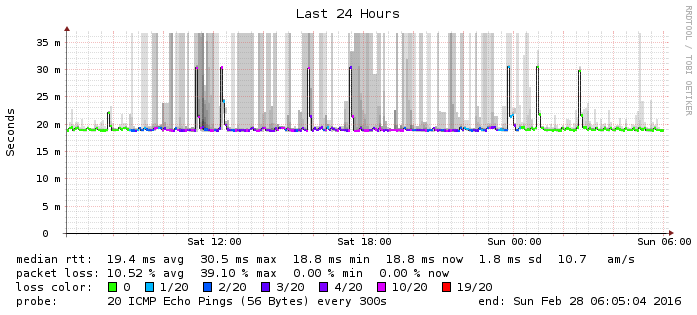 Last 24 Hours
RRDTOOL / TOBI OETIKER
Seconds
35 m
30 m
25 m
20 m
15 m
10 m
5 m
0
Sat 12:00 Sat 18:00 Sun 00:00 Sun 06:00
median rtt: 19.4 ms avg 30.5 ms max 18.8 ms min 18.8 ms now 1.8 ms sd 10.7 am/s
packet loss: 10.52 % avg 39.10 % max 0.00 % min 0.00 % now
loss color: 0 1/20 2/20 3/20 4/20 10/20 19/20
probe: 20 ICMP Echo Pings (56 Bytes) every 300s end: Sun Feb 28 06:05:04 2016